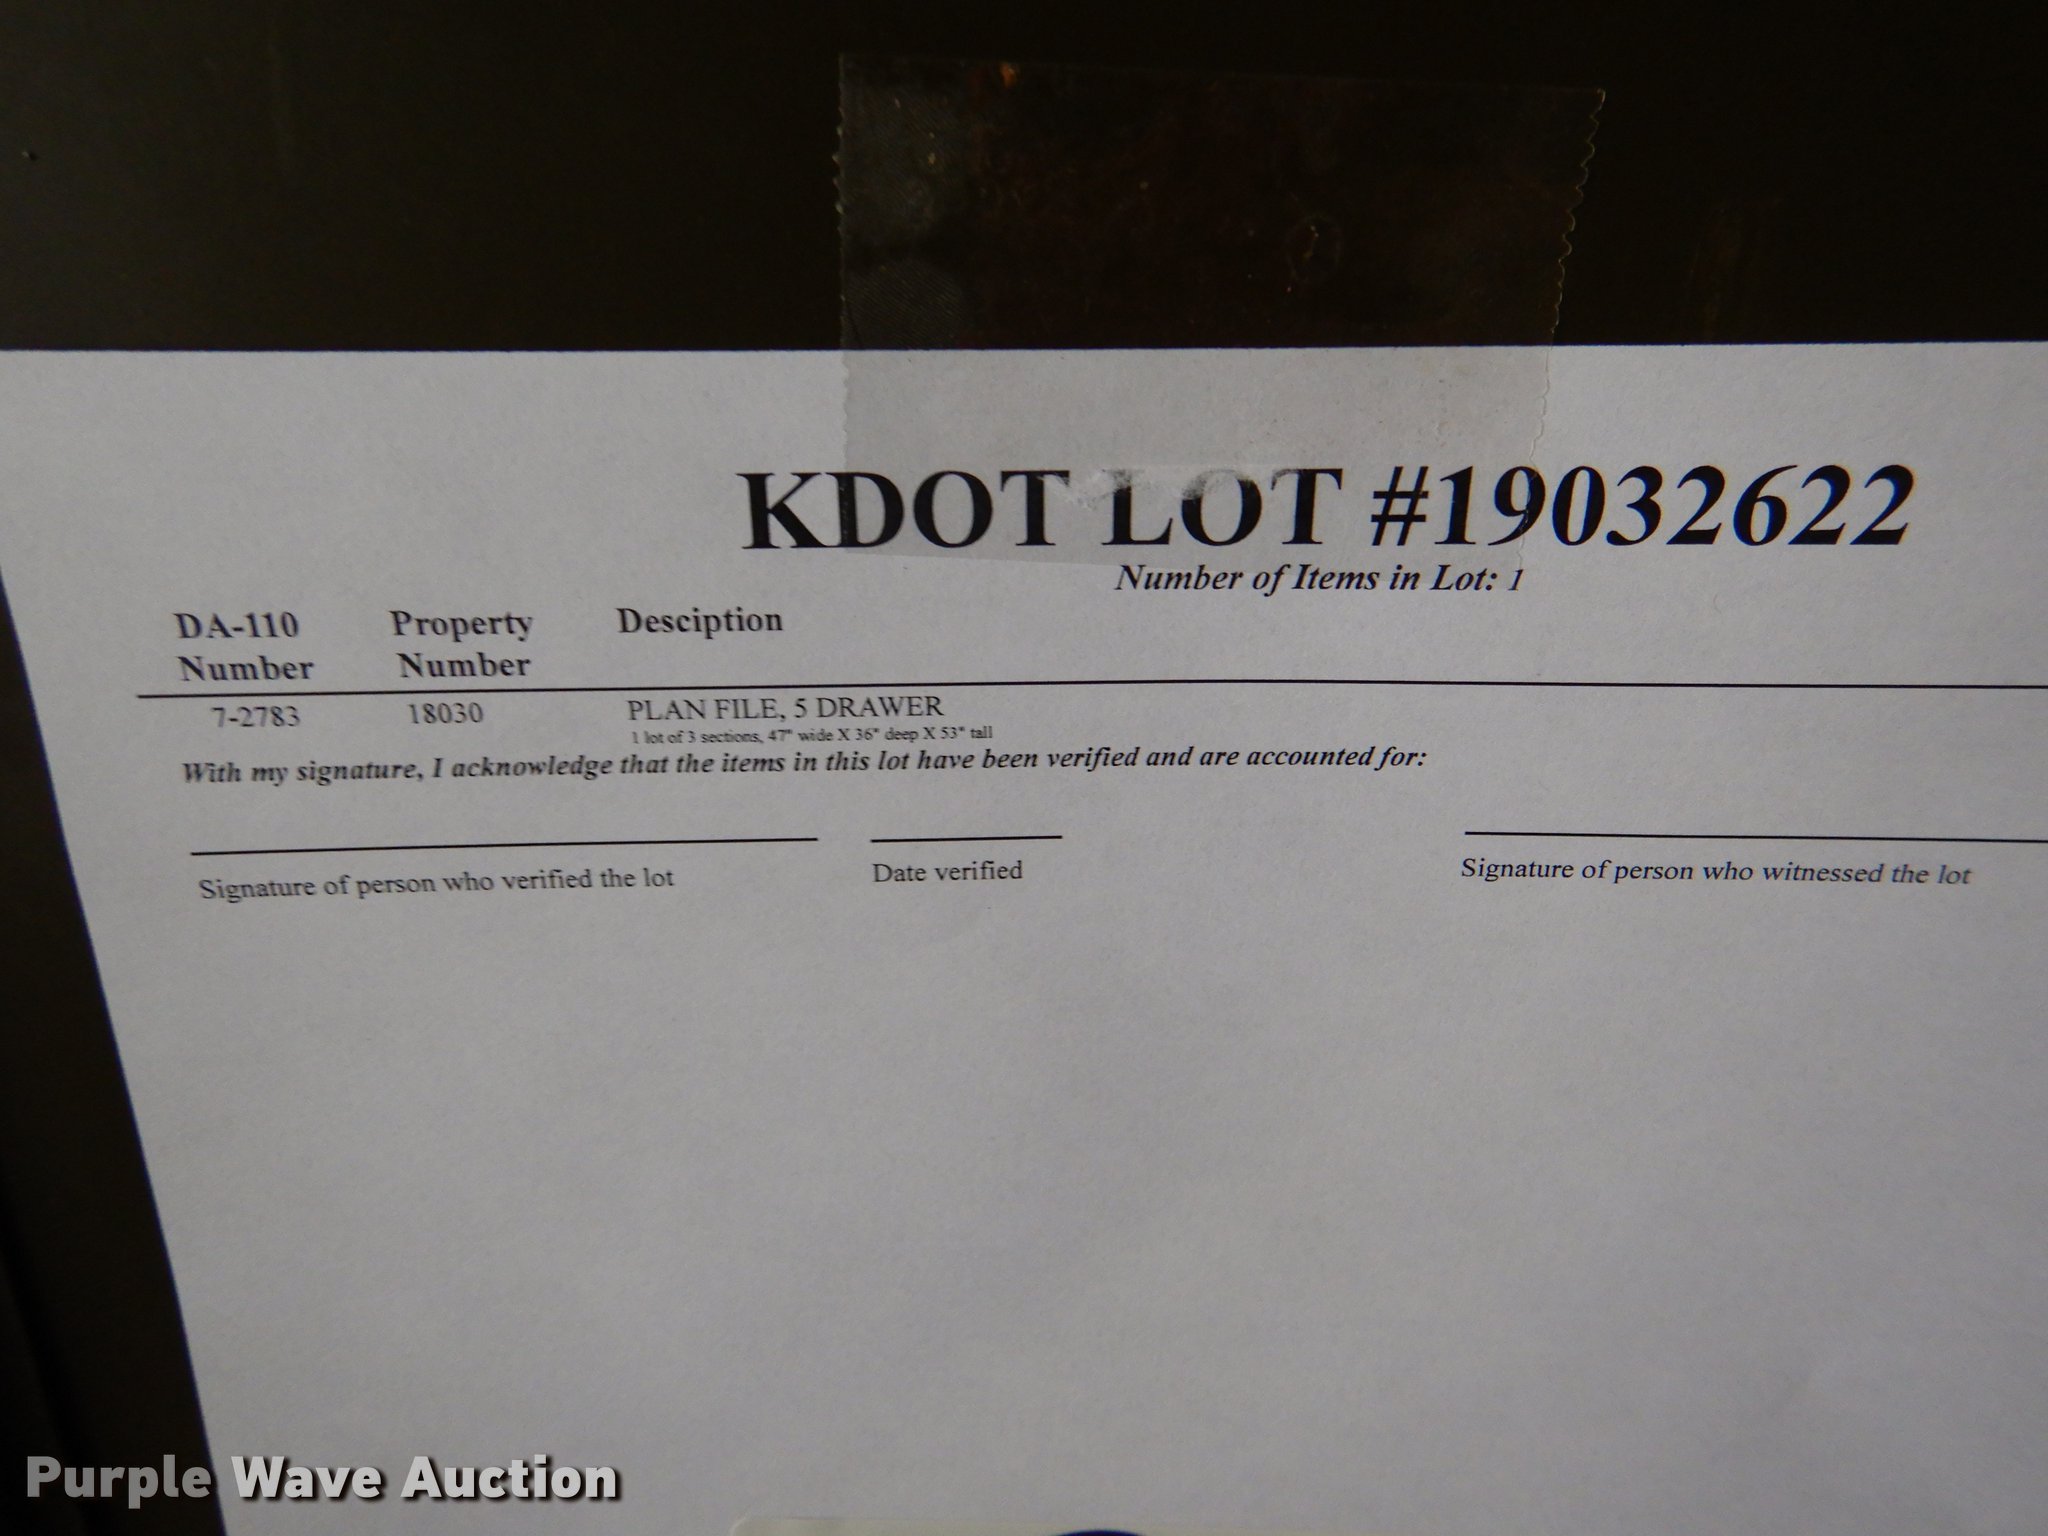 KDOT LOT #19032622
Number of Items in Lot: 1
DA-110 Number
Property Number
Desciption
7-2783 18030 PLAN FILE, 5 DRAWER
1 lot of 3 sections, 47" wide X 36" deep X 53" tall
With my signature, I acknowledge that the items in this lot have been verified and are accounted for:
Signature of person who verified the lot
Date verified
Signature of person who witnessed the lot
Purple Wave Auction